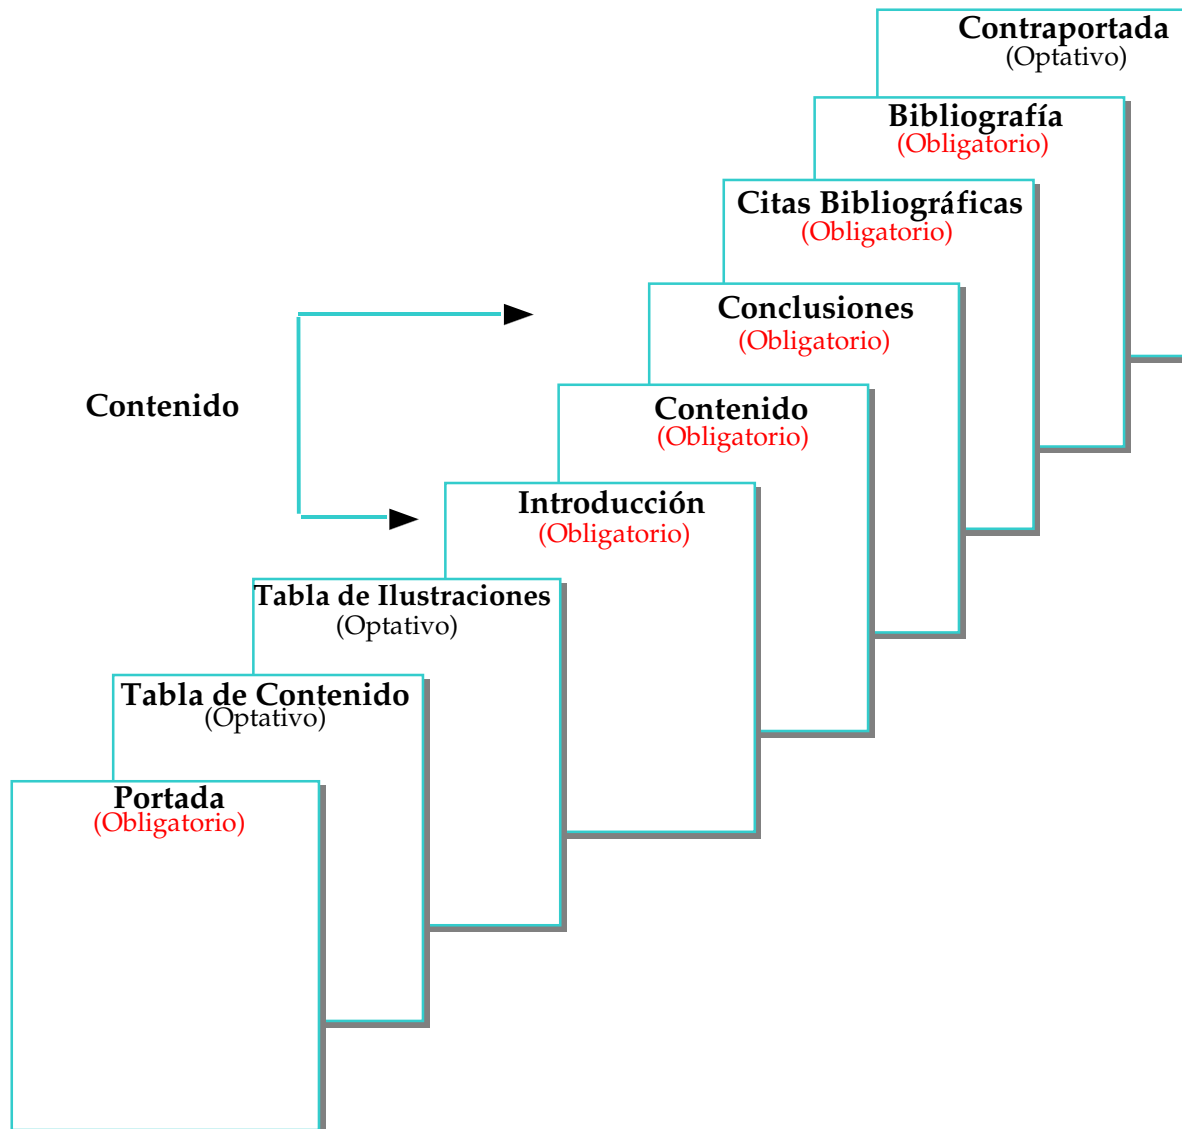 Contraportada
(Optativo)
Bibliografía
(Obligatorio)
Citas Bibliográficas
(Obligatorio)
Conclusiones
(Obligatorio)
Contenido
Contenido
(Obligatorio)
Introducción
(Obligatorio)
Tabla de Ilustraciones
(Optativo)
Tabla de Contenido
(Optativo)
Portada
(Obligatorio)